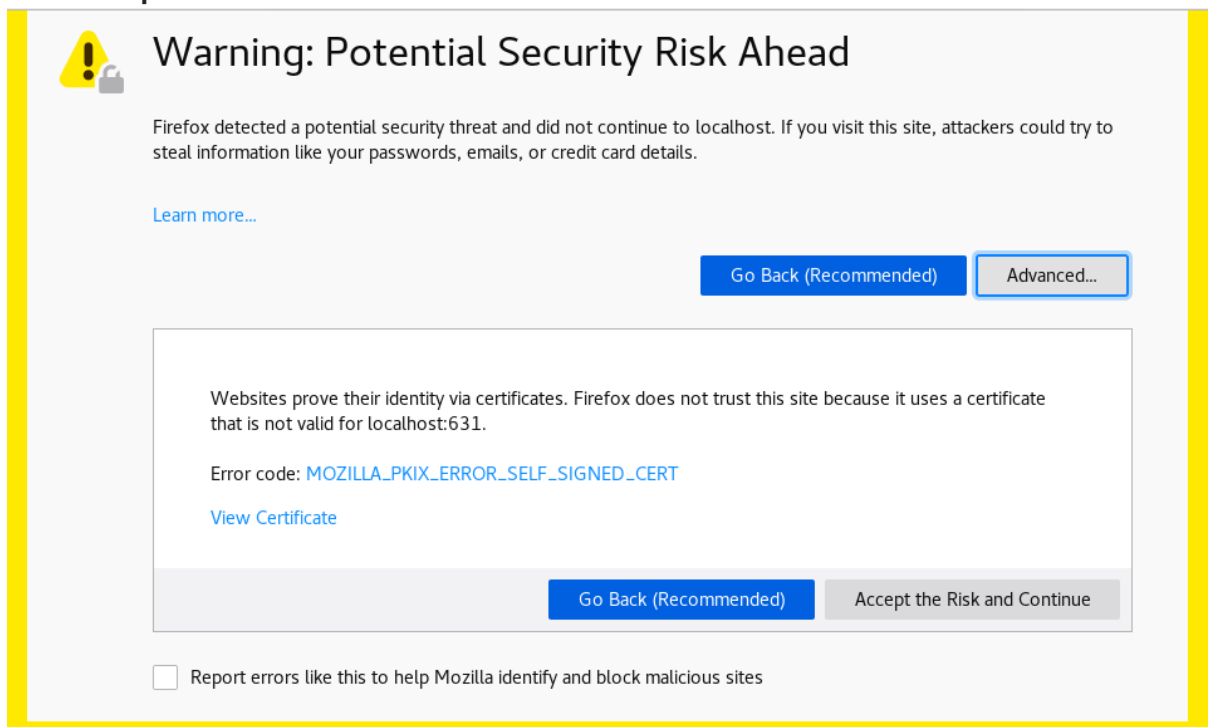 Warning: Potential Security Risk Ahead
Firefox detected a potential security threat and did not continue to localhost. If you visit this site, attackers could try to
steal information like your passwords, emails, or credit card details.
Learn more...
Go Back (Recommended)
Advanced...
Websites prove their identity via certificates. Firefox does not trust this site because it uses a certificate
that is not valid for localhost:631.
Error code: MOZILLA_PKIX_ERROR_SELF_SIGNED_CERT
View Certificate
Go Back (Recommended)
Accept the Risk and Continue
Report errors like this to help Mozilla identify and block malicious sites